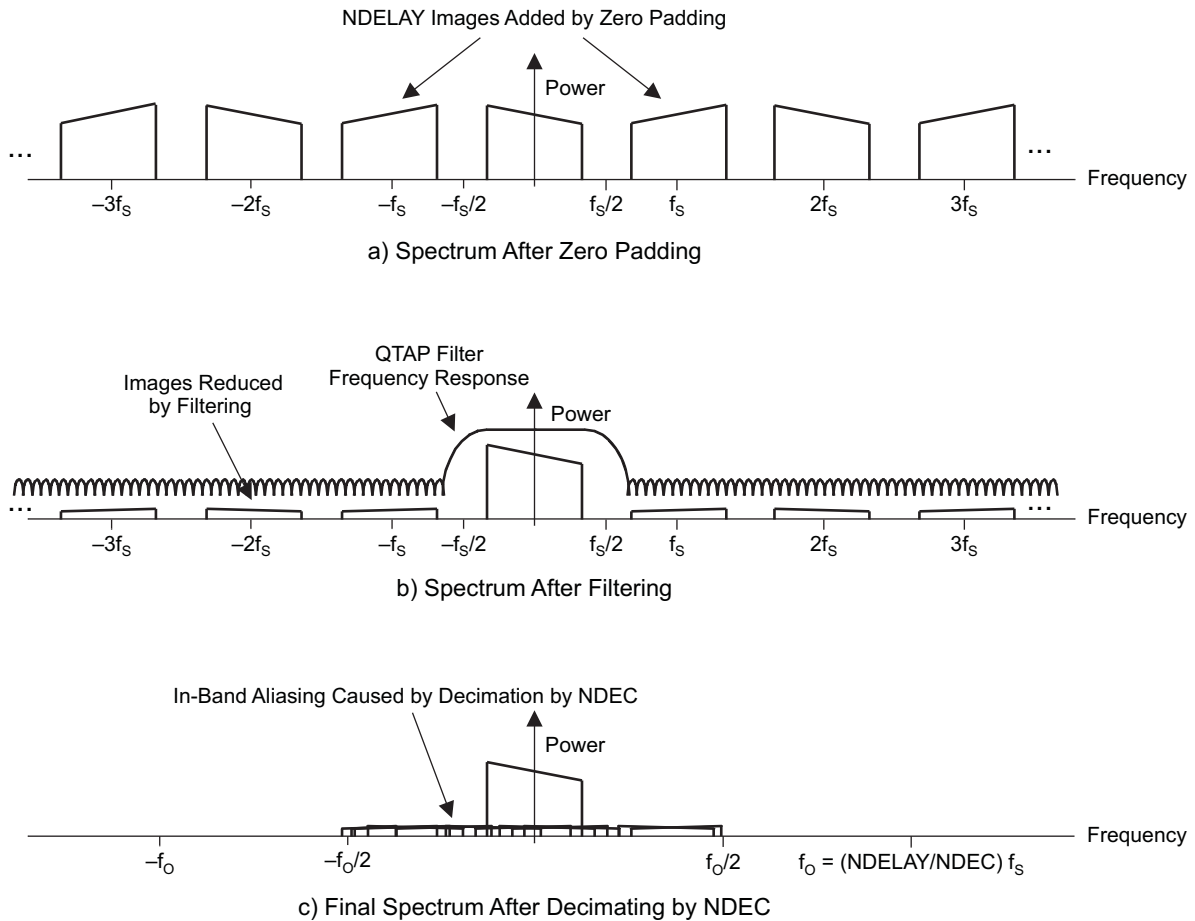 NDELAY Images Added by Zero Padding
Power
... ...
Frequency
–3fS –2fS –fS –fS/2 fS/2 fS 2fS 3fS
a) Spectrum After Zero Padding
QTAP Filter
Frequency Response
Images Reduced
by Filtering
Power
... ...
Frequency
–3fS –2fS –fS –fS/2 fS/2 fS 2fS 3fS
b) Spectrum After Filtering
In-Band Aliasing Caused by Decimation by NDEC
Power
Frequency
–fO –fO/2 fO/2 fO = (NDELAY/NDEC) fS
c) Final Spectrum After Decimating by NDEC